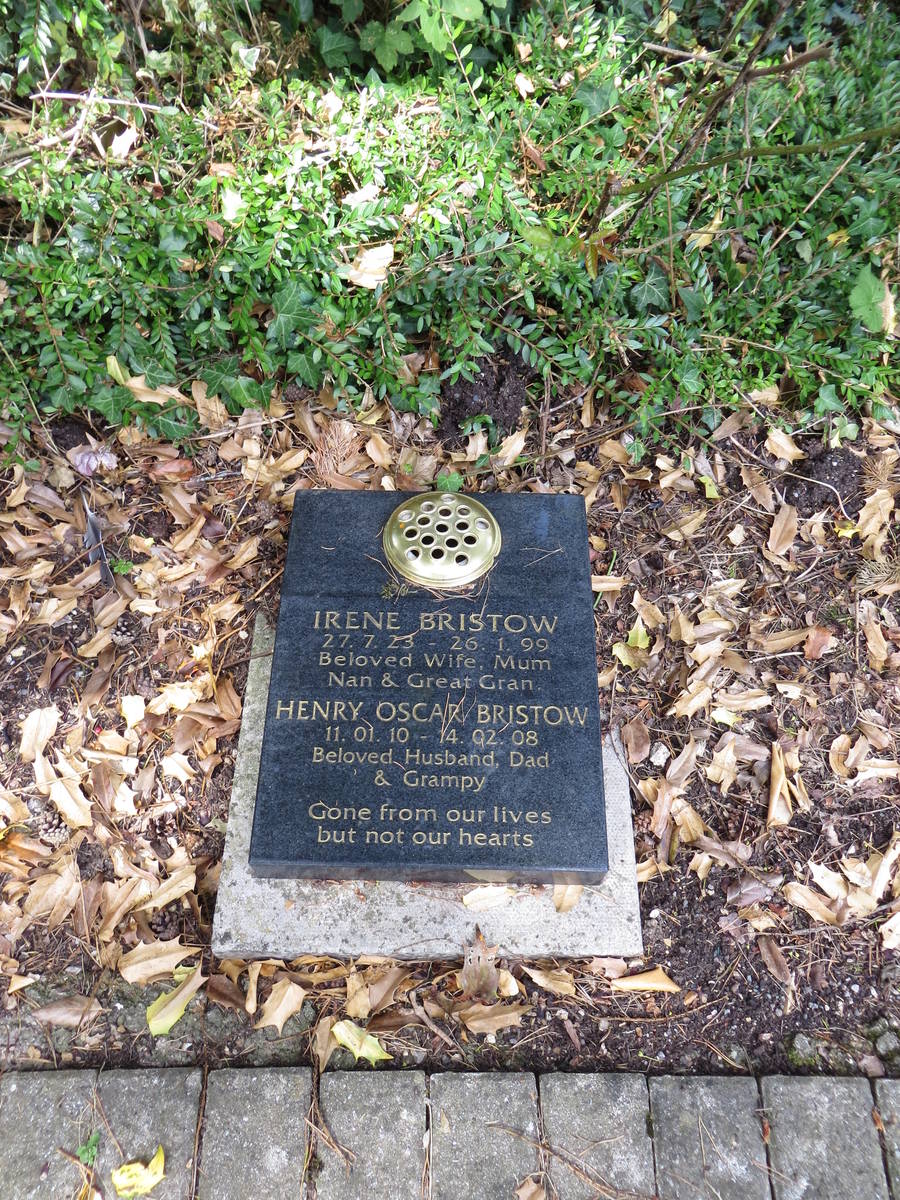 IRENE BRISTOW
27.7.23 - 26.1.99
Beloved Wife, Mum
Nan & Great Gran.
HENRY OSCAR BRISTOW
11.01.10 - 14.02.08
Beloved Husband, Dad
& Grampy
Gone from our lives
but not our hearts